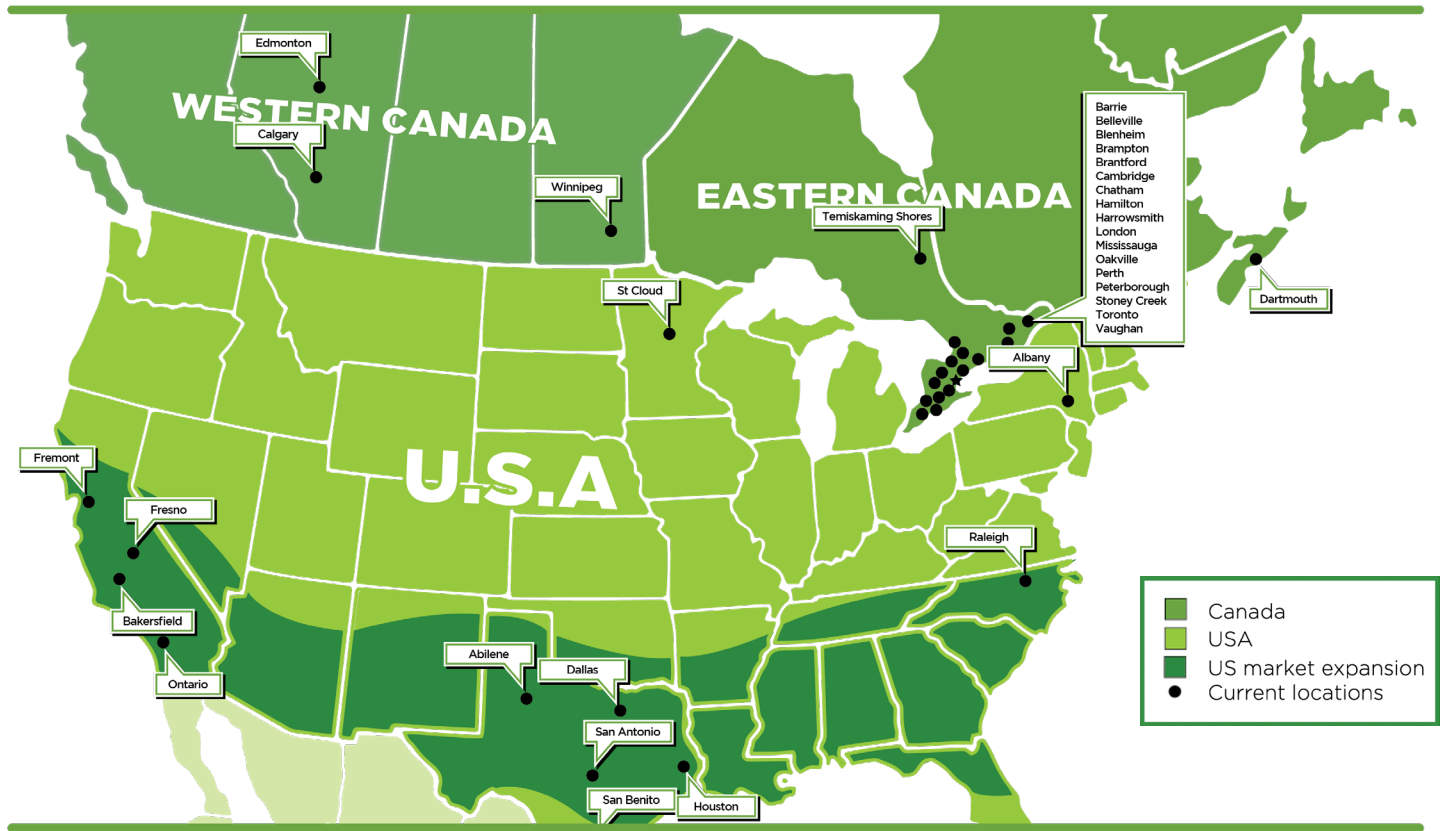 Edmonton
WESTERN CANADA
Calgary
Winnipeg
EASTERN CANADA
Temiskaming Shores
Barrie
Belleville
Blenheim
Brampton
Brantford
Cambridge
Chatham
Hamilton
Harrowsmith
London
Mississauga
Oakville
Perth
Peterborough
Stoney Creek
Toronto
Vaughan
Dartmouth
St Cloud
Albany
U.S.A
Fremont
Fresno
Raleigh
Bakersfield
Ontario
Abilene
Dallas
San Antonio
San Benito
Houston
Canada
USA
US market expansion
Current locations